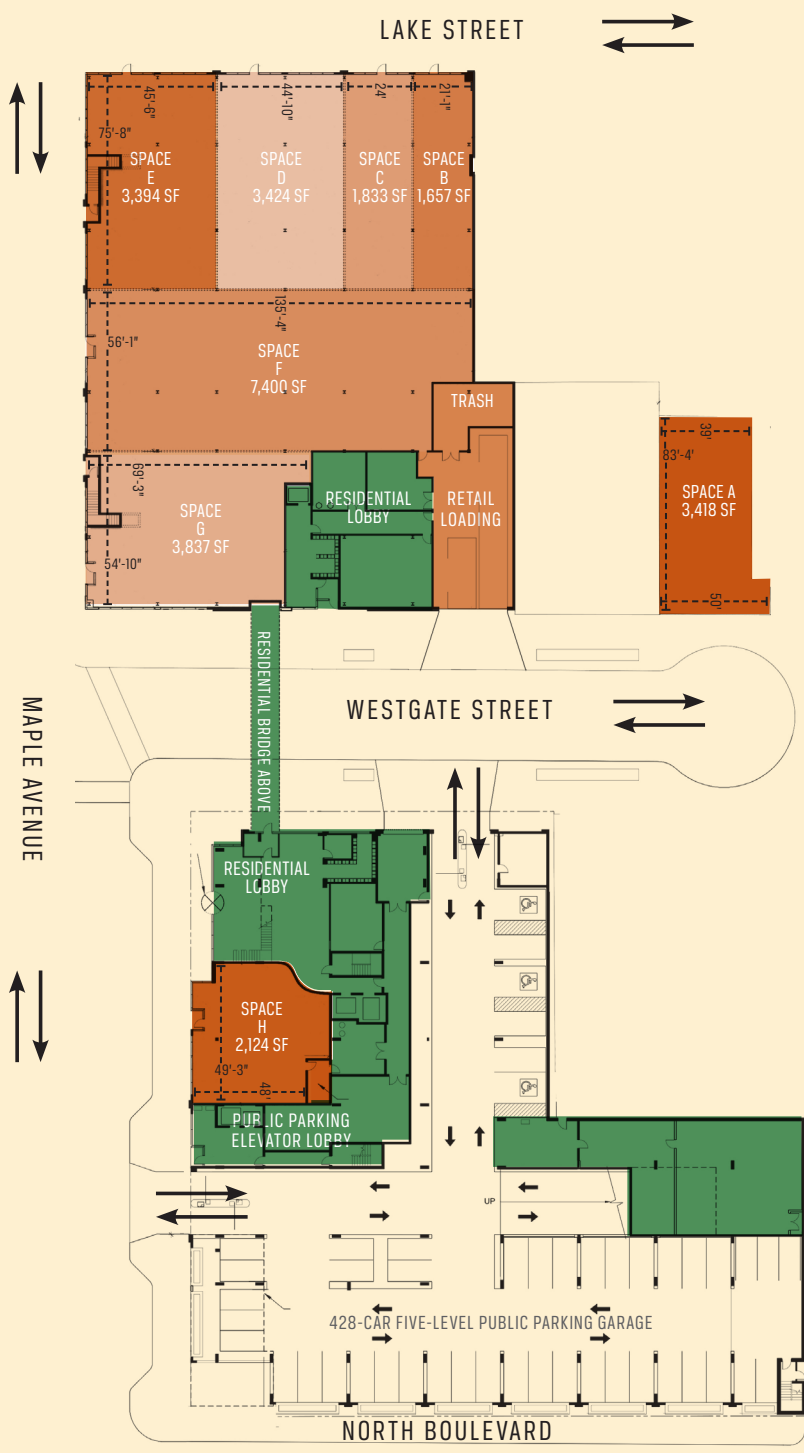 LAKE STREET
45'-6"
44'-10"
24'
21'-1"
75'-8"
SPACE
E
3,394 SF
SPACE
D
3,424 SF
SPACE
C
1,833 SF
SPACE
B
1,657 SF
135'-4"
56'-1"
SPACE
F
7,400 SF
TRASH
39'
83'-4'
SPACE A
3,418 SF
50'
69'-3"
SPACE
G
3,837 SF
54'-10"
RESIDENTIAL
LOBBY
RETAIL
LOADING
RESIDENTIAL BRIDGE ABOVE
WESTGATE STREET
MAPLE AVENUE
RESIDENTIAL
LOBBY
SPACE
H
2,124 SF
49'-3"
48'
PUBLIC PARKING
ELEVATOR LOBBY
UP
428-CAR FIVE-LEVEL PUBLIC PARKING GARAGE
NORTH BOULEVARD